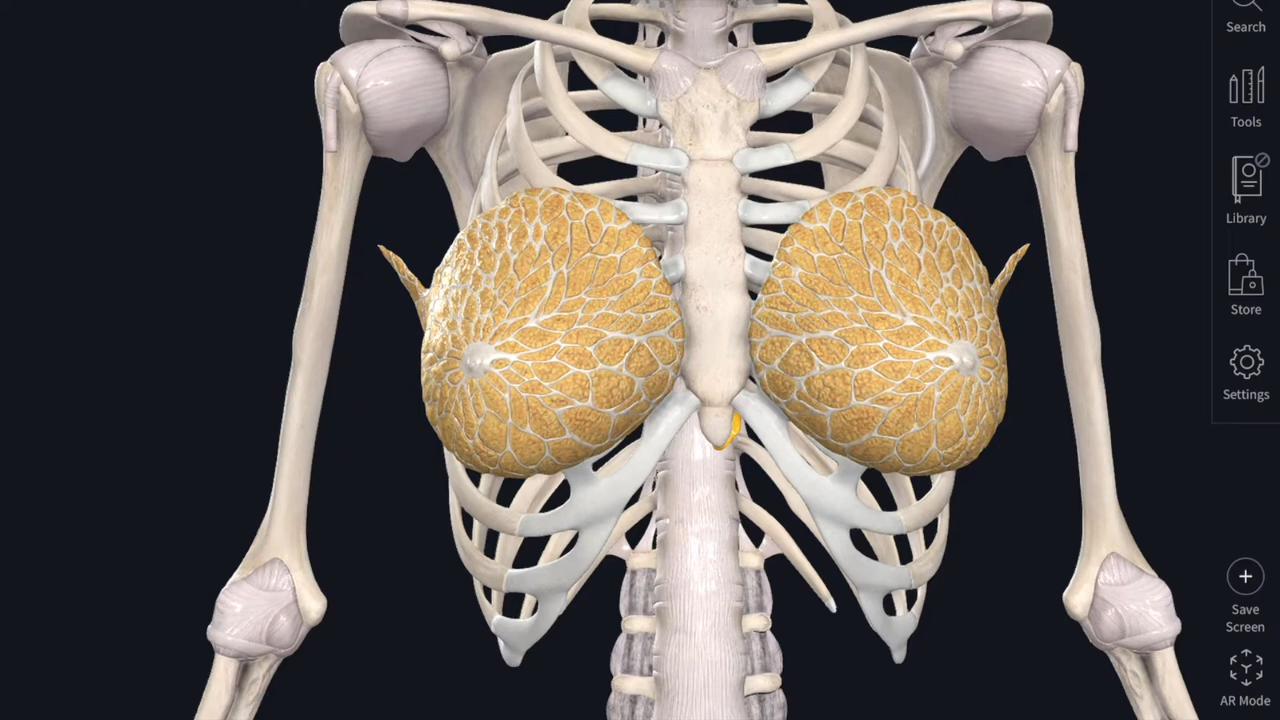 Search
Tools
Library
Store
Settings
Save
Screen
AR Mode